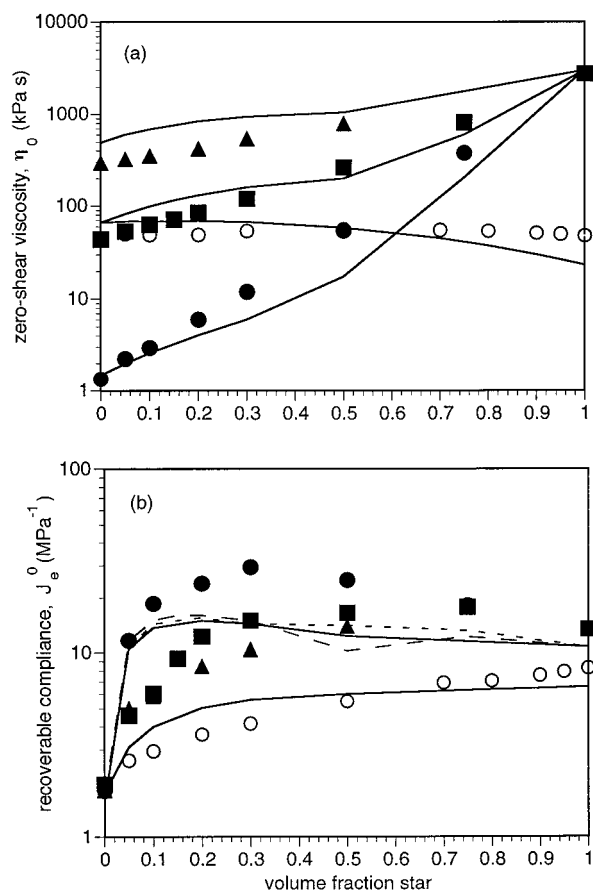 (a)
zero-shear viscosity, η0 (kPa s)
10000
1000
100
10
1
0 0.1 0.2 0.3 0.4 0.5 0.6 0.7 0.8 0.9 1
(b)
recoverable compliance, Je0 (MPa-1)
100
10
1
0 0.1 0.2 0.3 0.4 0.5 0.6 0.7 0.8 0.9 1
volume fraction star